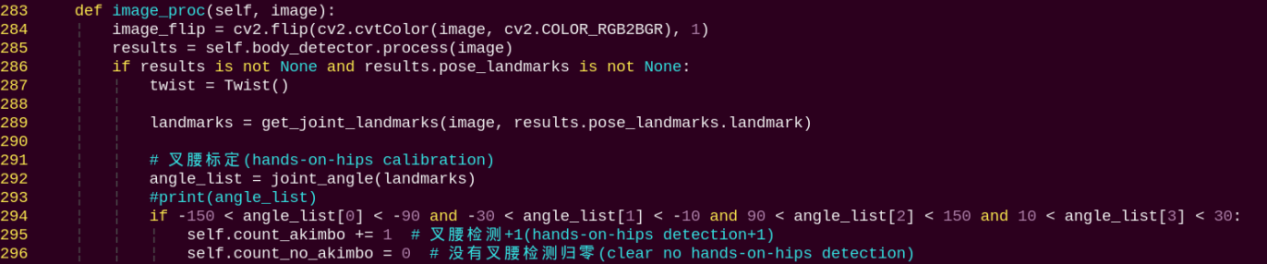 283     def image_proc(self, image):
284         image_flip = cv2.flip(cv2.cvtColor(image, cv2.COLOR_RGB2BGR), 1)
285         results = self.body_detector.process(image)
286         if results is not None and results.pose_landmarks is not None:
287             twist = Twist()
288
289             landmarks = get_joint_landmarks(image, results.pose_landmarks.landmark)
290
291             # 叉腰标定(hands-on-hips calibration)
292             angle_list = joint_angle(landmarks)
293             #print(angle_list)
294             if -150 < angle_list[0] < -90 and -30 < angle_list[1] < -10 and 90 < angle_list[2] < 150 and 10 < angle_list[3] < 30:
295                 self.count_akimbo += 1  # 叉腰检测+1(hands-on-hips detection+1)
296                 self.count_no_akimbo = 0  # 没有叉腰检测归零(clear no hands-on-hips detection)